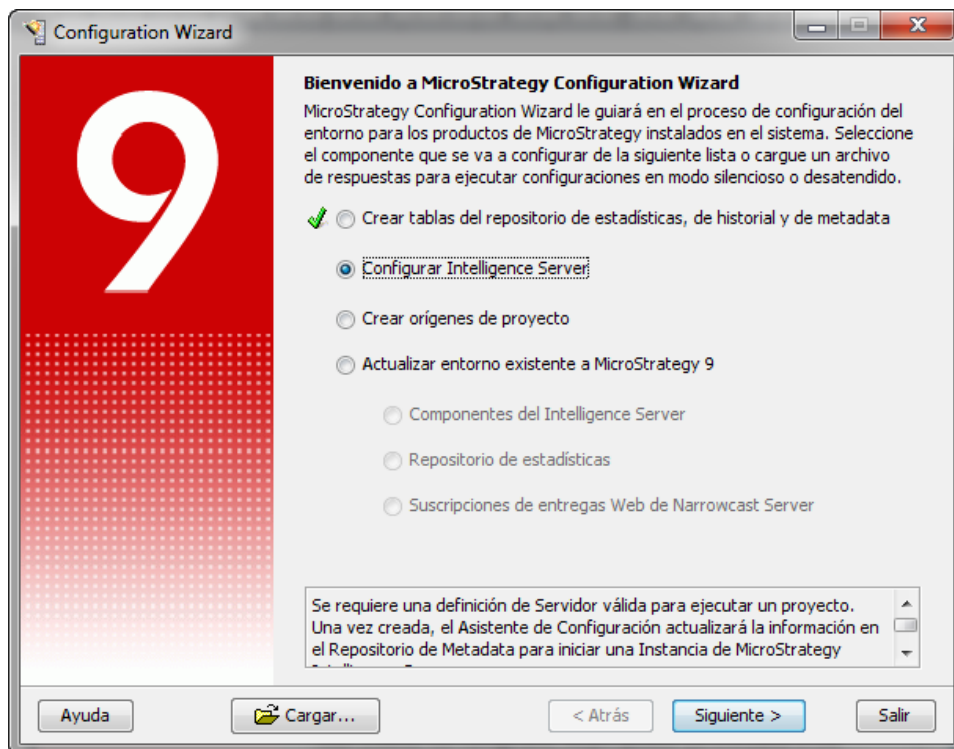 Configuration Wizard
9
Bienvenido a MicroStrategy Configuration Wizard
MicroStrategy Configuration Wizard le guiará en el proceso de configuración del
entorno para los productos de MicroStrategy instalados en el sistema. Seleccione
el componente que se va a configurar de la siguiente lista o cargue un archivo
de respuestas para ejecutar configuraciones en modo silencioso o desatendido.
Crear tablas del repositorio de estadísticas, de historial y de metadata
Configurar Intelligence Server
Crear orígenes de proyecto
Actualizar entorno existente a MicroStrategy 9
Componentes del Intelligence Server
Repositorio de estadísticas
Suscripciones de entregas Web de Narrowcast Server
Se requiere una definición de Servidor válida para ejecutar un proyecto.
Una vez creada, el Asistente de Configuración actualizará la información en
el Repositorio de Metadata para iniciar una Instancia de MicroStrategy
Ayuda
Cargar...
< Atrás
Siguiente >
Salir